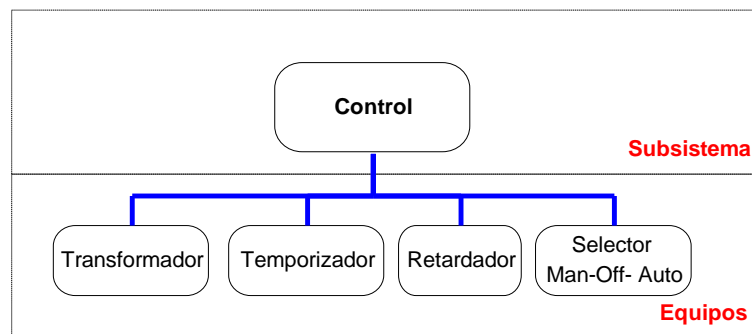 Control
Subsistema
Transformador
Temporizador
Retardador
Selector
Man-Off- Auto
Equipos